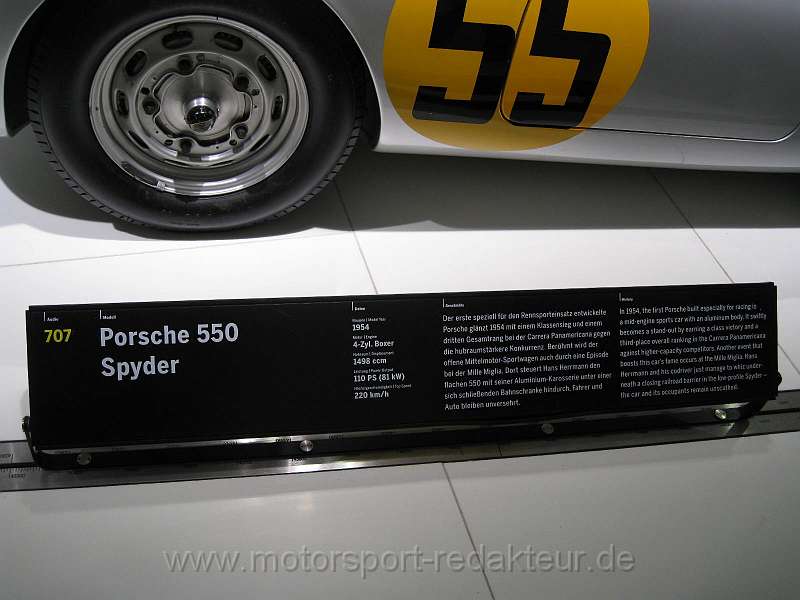 55
Audio
707
Modell
Porsche 550
Spyder
Daten
Modelljahr | Model Year
1954
Motor | Engine
4-Zyl. Boxer
Hubraum | Displacement
1498 ccm
Leistung | Power Output
110 PS (81 kW)
Höchstgeschwindigkeit | Top Speed
220 km/h
Geschichte
Der erste speziell für den Rennsporteinsatz entwickelte
Porsche glänzt 1954 mit einem Klassensieg und einem
dritten Gesamtrang bei der Carrera Panamericana gegen
die hubraumstärkere Konkurrenz. Berühmt wird der
offene Mittelmotor-Sportwagen auch durch eine Episode
bei der Mille Miglia. Dort steuert Hans Herrmann den
flachen 550 mit seiner Aluminium-Karosserie unter einer
sich schließenden Bahnschranke hindurch, Fahrer und
Auto bleiben unversehrt.
History
In 1954, the first Porsche built especially for racing is
a mid-engine sports car with an aluminum body. It swiftly
becomes a stand-out by earning a class victory and a
third-place overall ranking in the Carrera Panamericana
against higher-capacity competitors. Another event that
boosts this car's fame occurs at the Mille Miglia. Hans
Herrmann and his codriver just manage to whiz under-
neath a closing railroad barrier in the low-profile Spyder –
the car and its occupants remain unscathed.
www.motorsport-redakteur.de